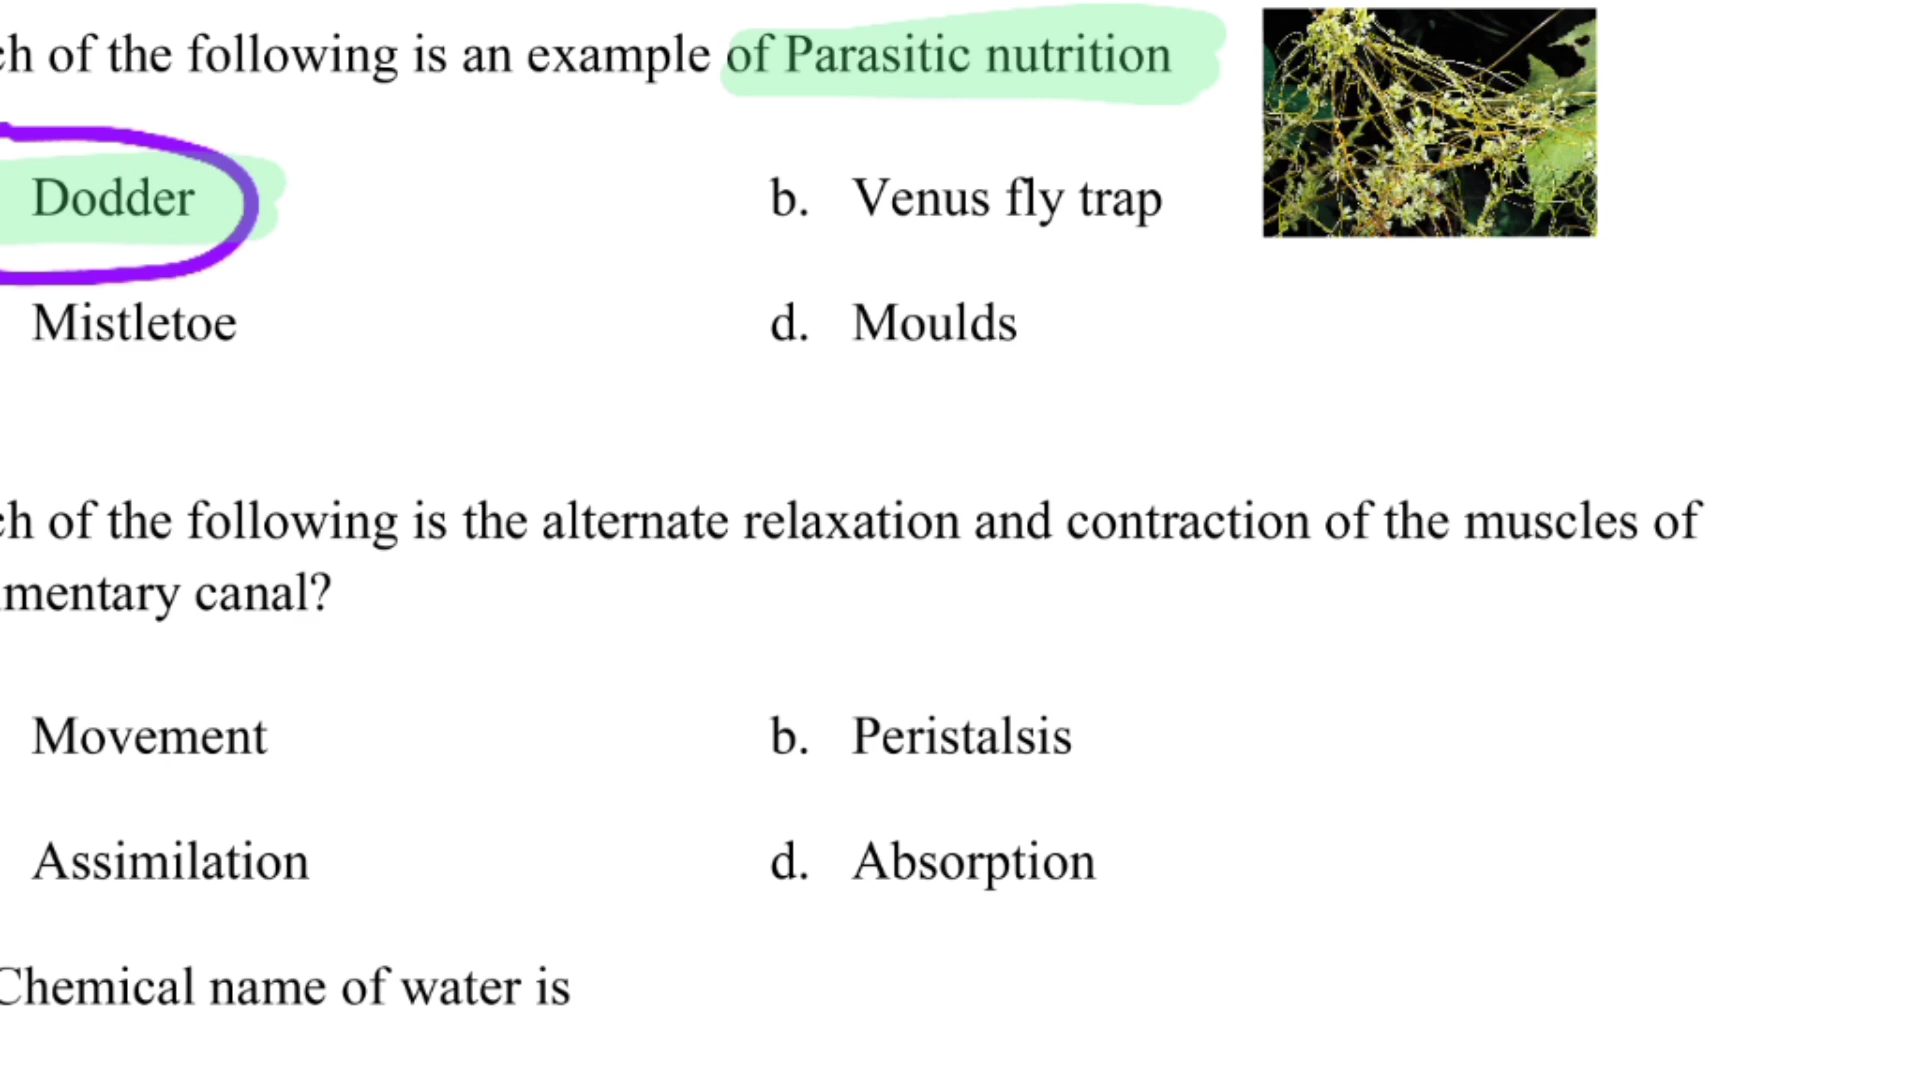 ch of the following is an example of Parasitic nutrition
Dodder b. Venus fly trap
Mistletoe d. Moulds
ch of the following is the alternate relaxation and contraction of the muscles of
mentary canal?
Movement b. Peristalsis
Assimilation d. Absorption
Chemical name of water is